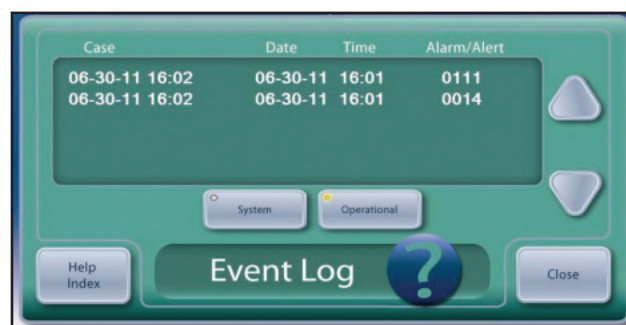 Case Date Time Alarm/Alert
06-30-11 16:02 06-30-11 16:01 0111
06-30-11 16:02 06-30-11 16:01 0014
System Operational
Help
Index
Event Log ?
Close